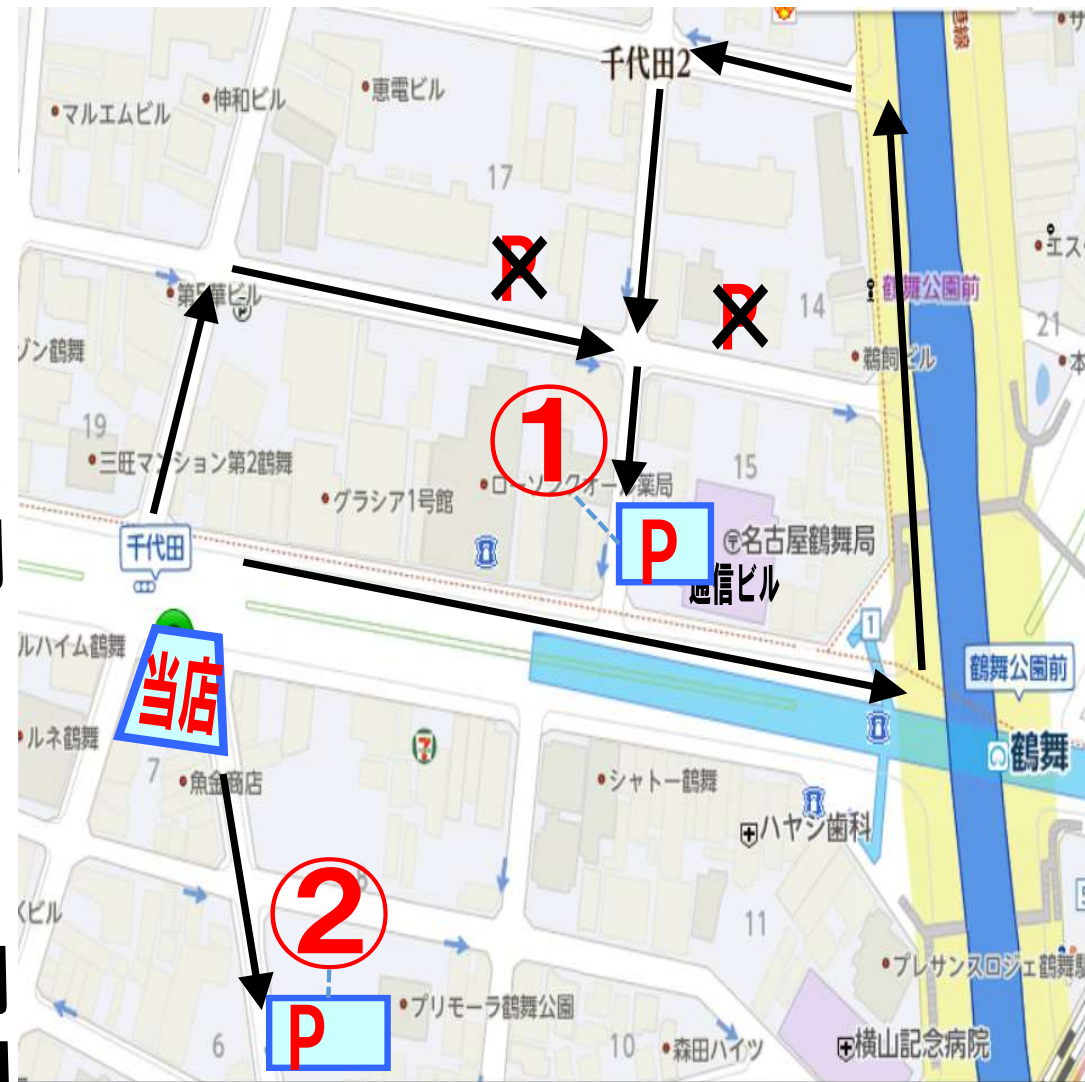 千代田2
恵電ビル
伸和ビル
マルエムビル
17
P
P
鶴舞公園前
エス
14
21
第5華ビル
ゾン鶴舞
鵜飼ビル
本
①
19
三旺マンション第2鶴舞
グラシア1号館
ローソンクオール薬局
15
千代田
P
〒名古屋鶴舞局
通信ビル
1
当店
ルハイム鶴舞
鶴舞公園前
鶴舞
ルネ鶴舞
7
魚金商店
シャトー鶴舞
ハヤシ歯科
②
Kビル
11
プレサンスロジェ鶴舞駅
P
プリモーラ鶴舞公園
6
10
森田ハイツ
横山記念病院